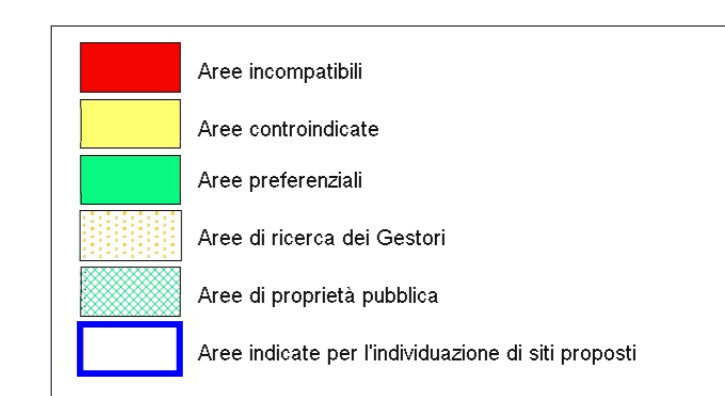 Aree incompatibili
Aree controindicate
Aree preferenziali
Aree di ricerca dei Gestori
Aree di proprietà pubblica
Aree indicate per l'individuazione di siti proposti